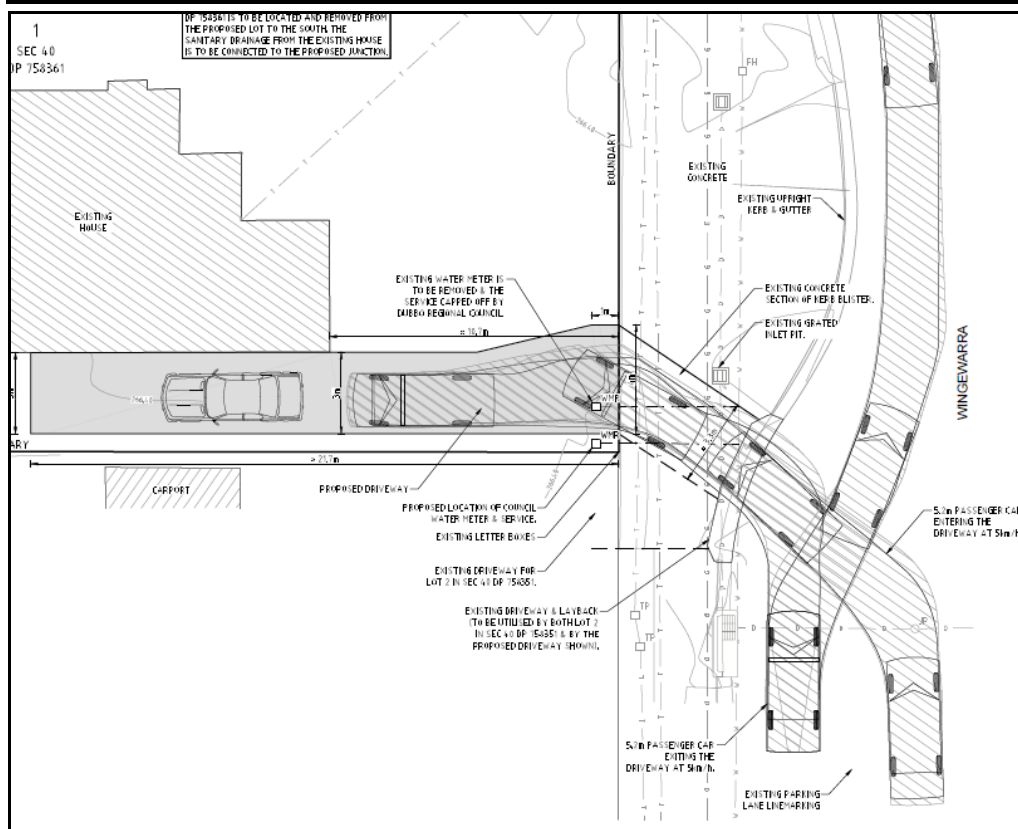 DP 758361 IS TO BE LOCATED AND REMOVED FROM
THE PROPOSED LOT TO THE SOUTH. THE
SANITARY DRAINAGE FROM THE EXISTING HOUSE
IS TO BE CONNECTED TO THE PROPOSED JUNCTION.
1
SEC 40
DP 758361
EXISTING
HOUSE
BOUNDARY
FH
EXISTING
CONCRETE
EXISTING UPRIGHT
KERB & GUTTER
EXISTING WATER METER IS
TO BE REMOVED & THE
SERVICE CAPPED OFF BY
DUBBO REGIONAL COUNCIL.
EXISTING CONCRETE
SECTION OF KERB BLISTER.
EXISTING GRATED
INLET PIT.
WINGEWARRA
1m
3m
WMR
WMR
ARY
CARPORT
PROPOSED DRIVEWAY
PROPOSED LOCATION OF COUNCIL
WATER METER & SERVICE.
EXISTING LETTER BOXES
EXISTING DRIVEWAY FOR
LOT 2 IN SEC 40 DP 758361.
EXISTING DRIVEWAY & LAYBACK
(TO BE UTILISED BY BOTH LOT 2
IN SEC 40 DP 758361 & BY THE
PROPOSED DRIVEWAY SHOWN).
TP
TP
5.2m PASSENGER CAR
ENTERING THE
DRIVEWAY AT 5km/h
5.2m PASSENGER CAR
EXITING THE
DRIVEWAY AT 5km/h.
EXISTING PARKING
LANE LINEMARKING